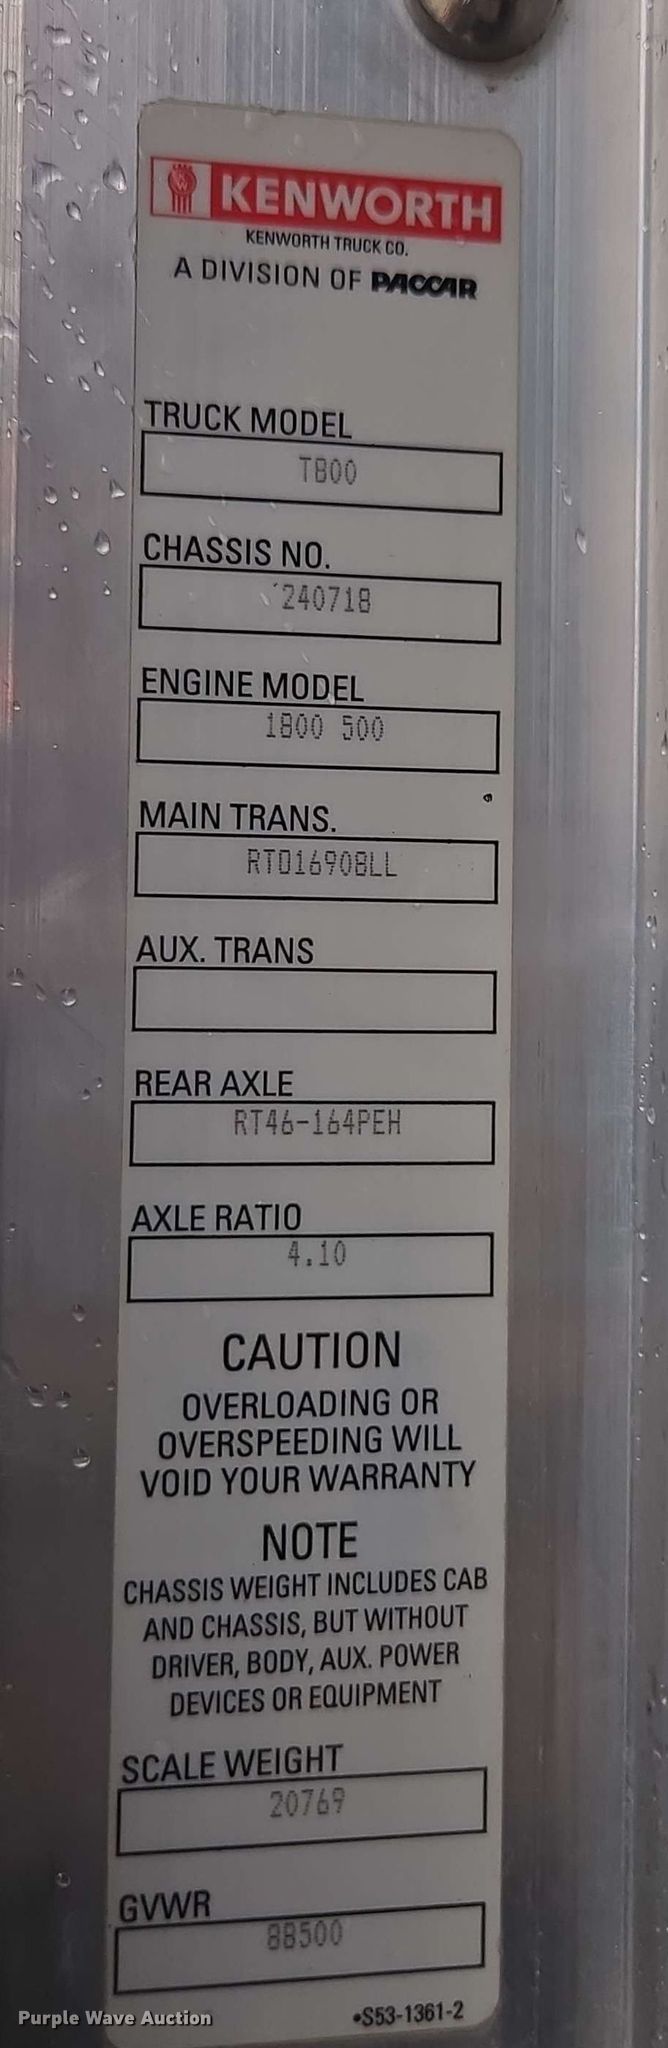 KENWORTH
KENWORTH TRUCK CO.
A DIVISION OF PACCAR
TRUCK MODEL
T800
CHASSIS NO.
240718
ENGINE MODEL
1800 500
MAIN TRANS.
RTO16908LL
AUX. TRANS
REAR AXLE
RT46-164PEH
AXLE RATIO
4.10
CAUTION
OVERLOADING OR
OVERSPEEDING WILL
VOID YOUR WARRANTY
NOTE
CHASSIS WEIGHT INCLUDES CAB
AND CHASSIS, BUT WITHOUT
DRIVER, BODY, AUX. POWER
DEVICES OR EQUIPMENT
SCALE WEIGHT
20769
GVWR
88500
•S53-1361-2
Purple Wave Auction